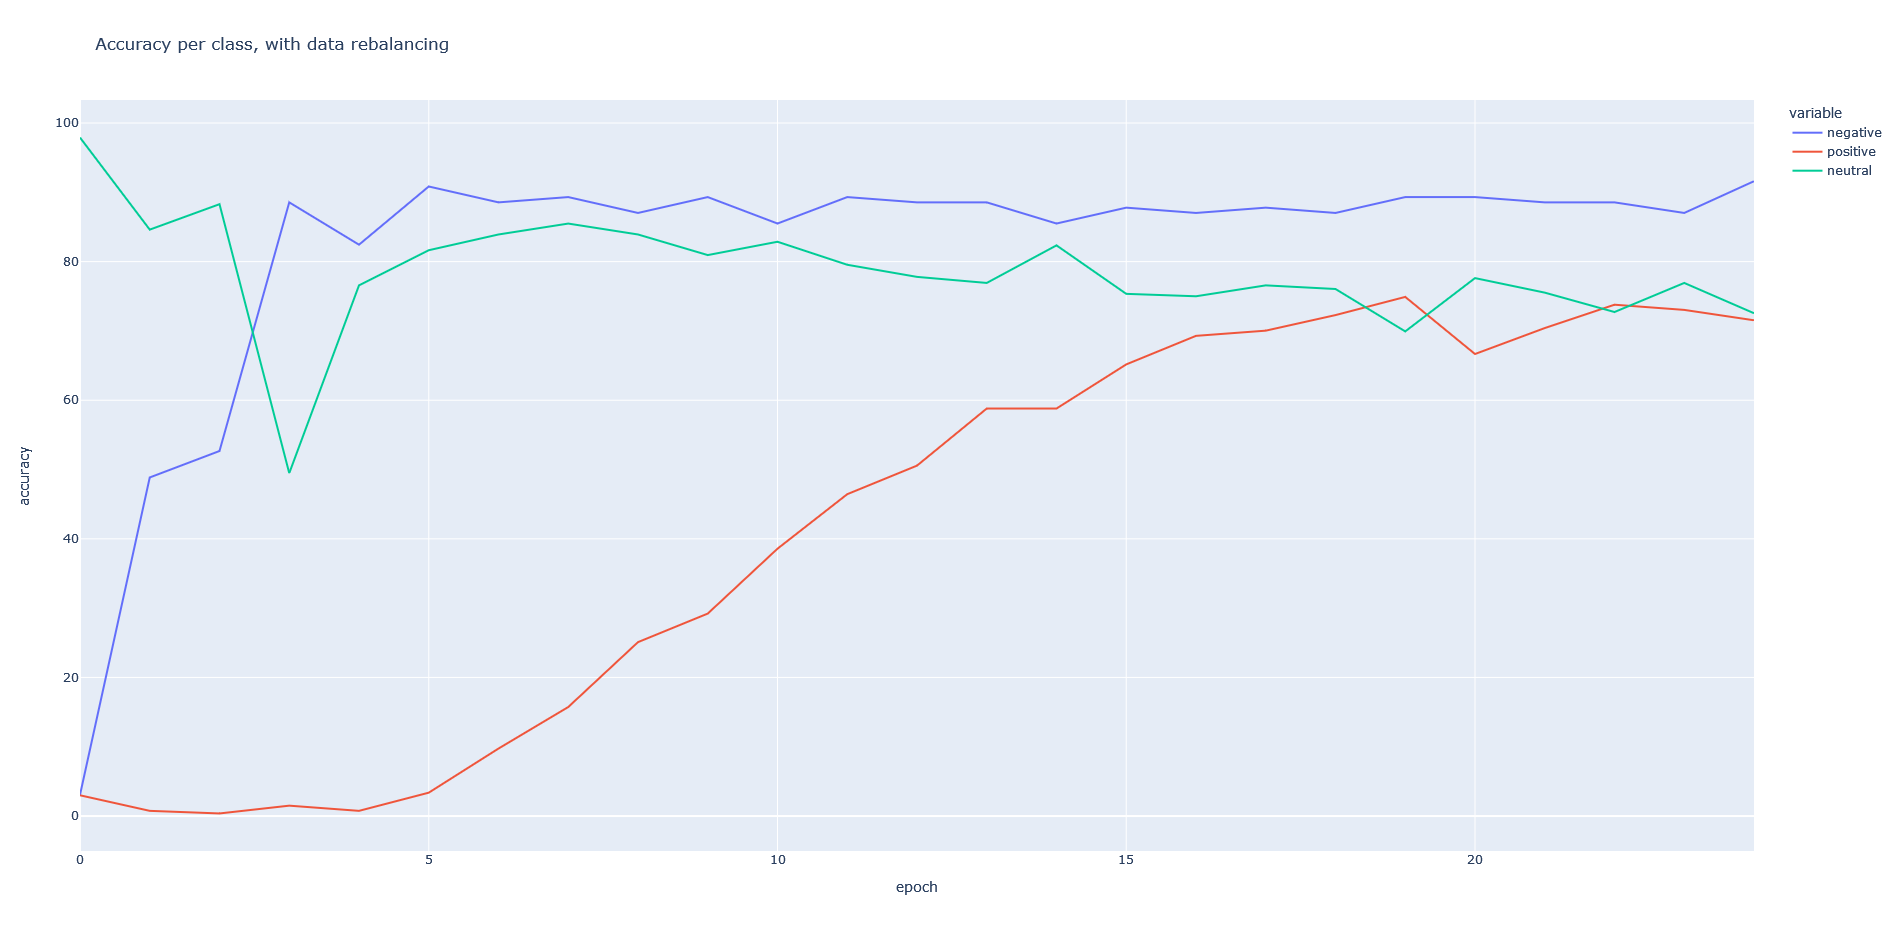 Accuracy per class, with data rebalancing
variable
negative
positive
neutral
100
80
60
40
20
0
accuracy
0 5 10 15 20
epoch